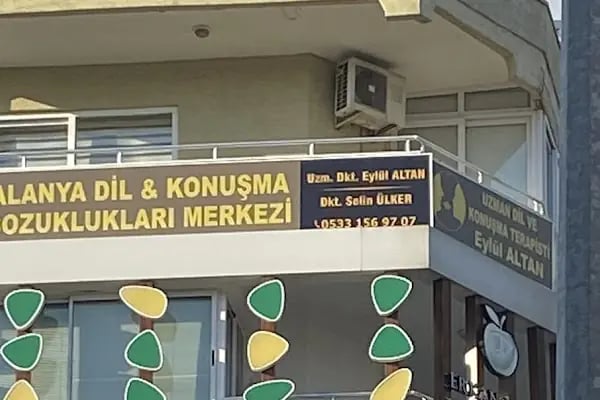 ALANYA DİL & KONUŞMA
BOZUKLUKLARI MERKEZİ
Uzm. Dkt. Eylül ALTAN
Dkt. Selin ÜLKER
0533 156 97 07
UZMAN DİL VE
KONUŞMA TERAPİSTİ
Eylül ALTAN